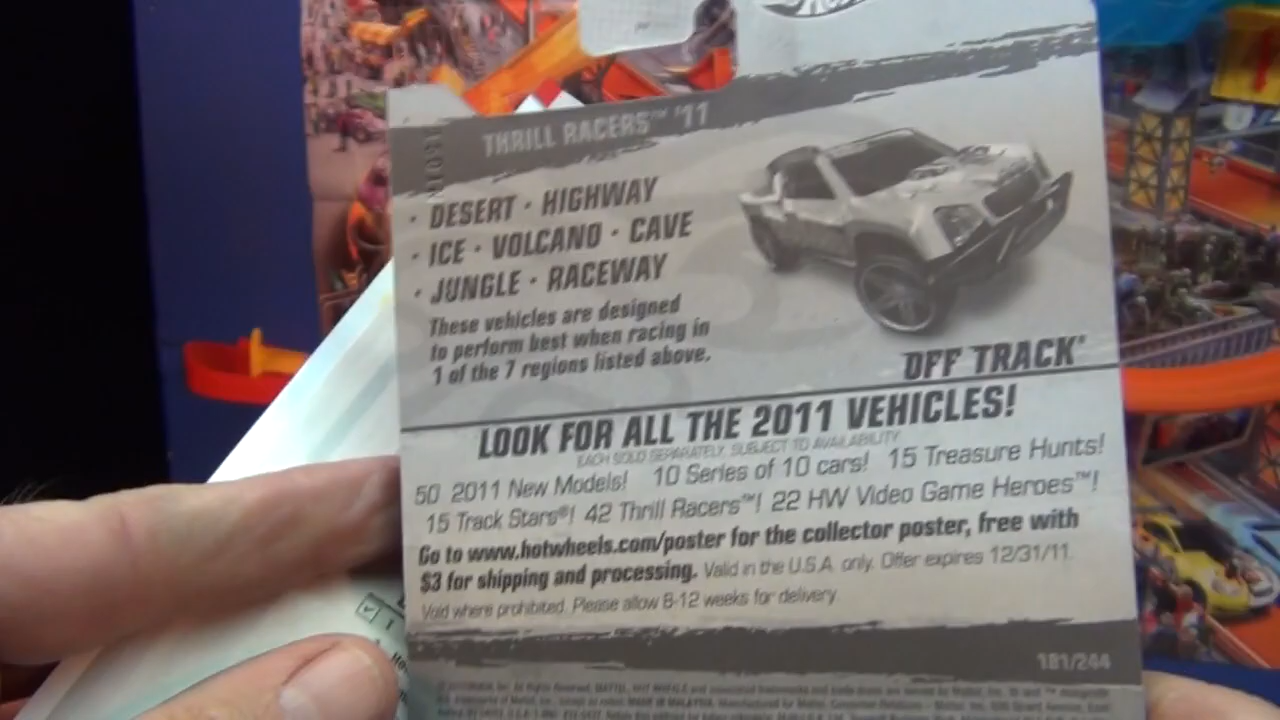 THRILL RACERS™ '11
· DESERT · HIGHWAY
· ICE · VOLCANO · CAVE
· JUNGLE · RACEWAY
These vehicles are designed
to perform best when racing in
1 of the 7 regions listed above.
OFF TRACK®
LOOK FOR ALL THE 2011 VEHICLES!
EACH SOLD SEPARATELY. SUBJECT TO AVAILABILITY
50 2011 New Models! 10 Series of 10 cars! 15 Treasure Hunts!
15 Track Stars®! 42 Thrill Racers™! 22 HW Video Game Heroes™!
Go to www.hotwheels.com/poster for the collector poster, free with
$3 for shipping and processing. Valid in the U.S.A. only. Offer expires 12/31/11.
Void where prohibited. Please allow 8-12 weeks for delivery
181/244